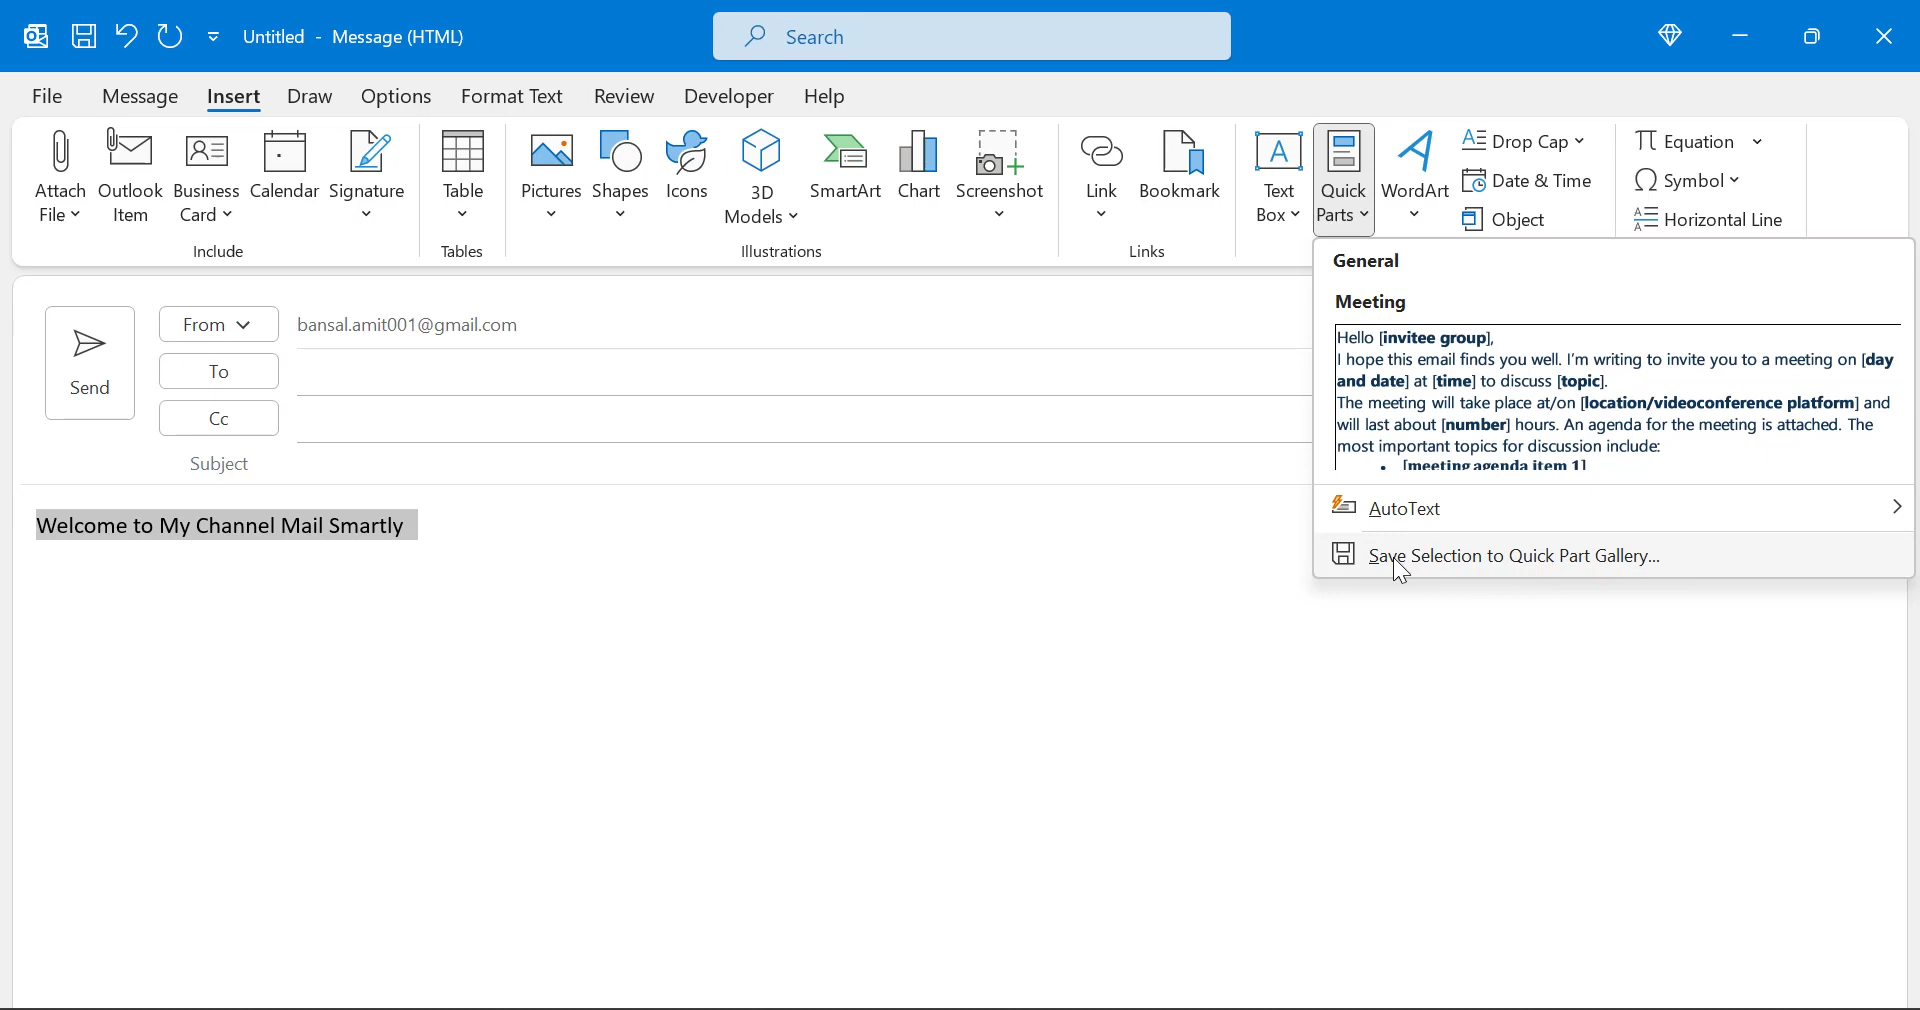 Untitled - Message (HTML)
Search
File Message Insert Draw Options Format Text Review Developer Help
Attach File
Outlook Item
Business Card
Calendar
Signature
Include
Table
Tables
Pictures
Shapes
Icons
3D Models
SmartArt
Chart
Screenshot
Illustrations
Link
Bookmark
Links
Text Box
Quick Parts
WordArt
Drop Cap
Date & Time
Object
Equation
Symbol
Horizontal Line
Send
From
bansal.amit001@gmail.com
To
Cc
Subject
Welcome to My Channel Mail Smartly
General
Meeting
Hello [invitee group],
I hope this email finds you well. I'm writing to invite you to a meeting on [day
and date] at [time] to discuss [topic].
The meeting will take place at/on [location/videoconference platform] and
will last about [number] hours. An agenda for the meeting is attached. The
most important topics for discussion include:
• [meeting agenda item 1]
AutoText
Save Selection to Quick Part Gallery...